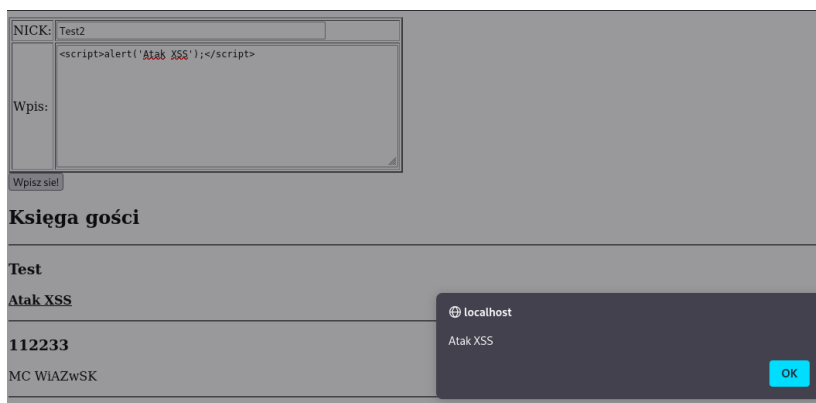 NICK: Test2
Wpis: <script>alert('Atak XSS');</script>
Wpisz sie!
Księga gości
Test
Atak XSS
112233
MC WiAZwSK
localhost
Atak XSS
OK